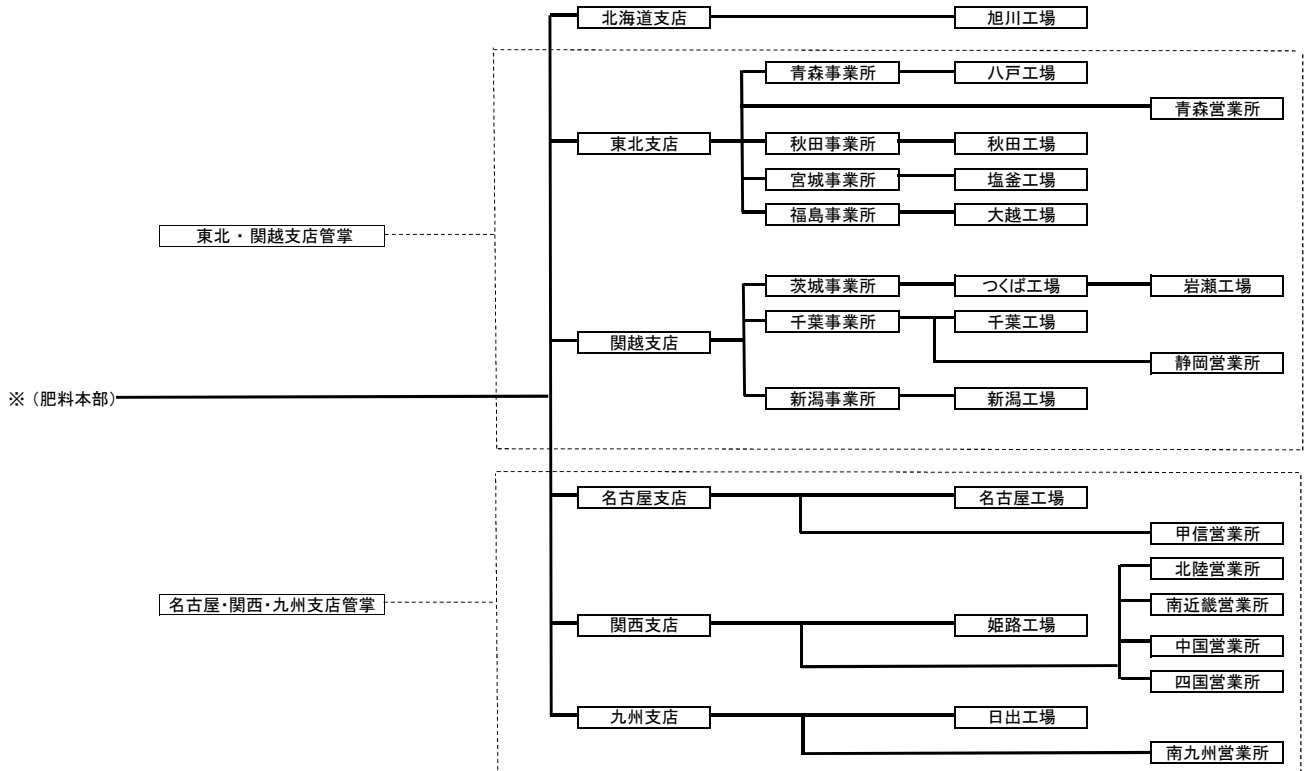 北海道支店
旭川工場
青森事業所
八戸工場
青森営業所
東北支店
秋田事業所
秋田工場
宮城事業所
塩釜工場
福島事業所
大越工場
東北・関越支店管掌
茨城事業所
つくば工場
岩瀬工場
千葉事業所
千葉工場
関越支店
静岡営業所
新潟事業所
新潟工場
※（肥料本部）
名古屋支店
名古屋工場
甲信営業所
北陸営業所
名古屋・関西・九州支店管掌
南近畿営業所
関西支店
姫路工場
中国営業所
四国営業所
九州支店
日出工場
南九州営業所